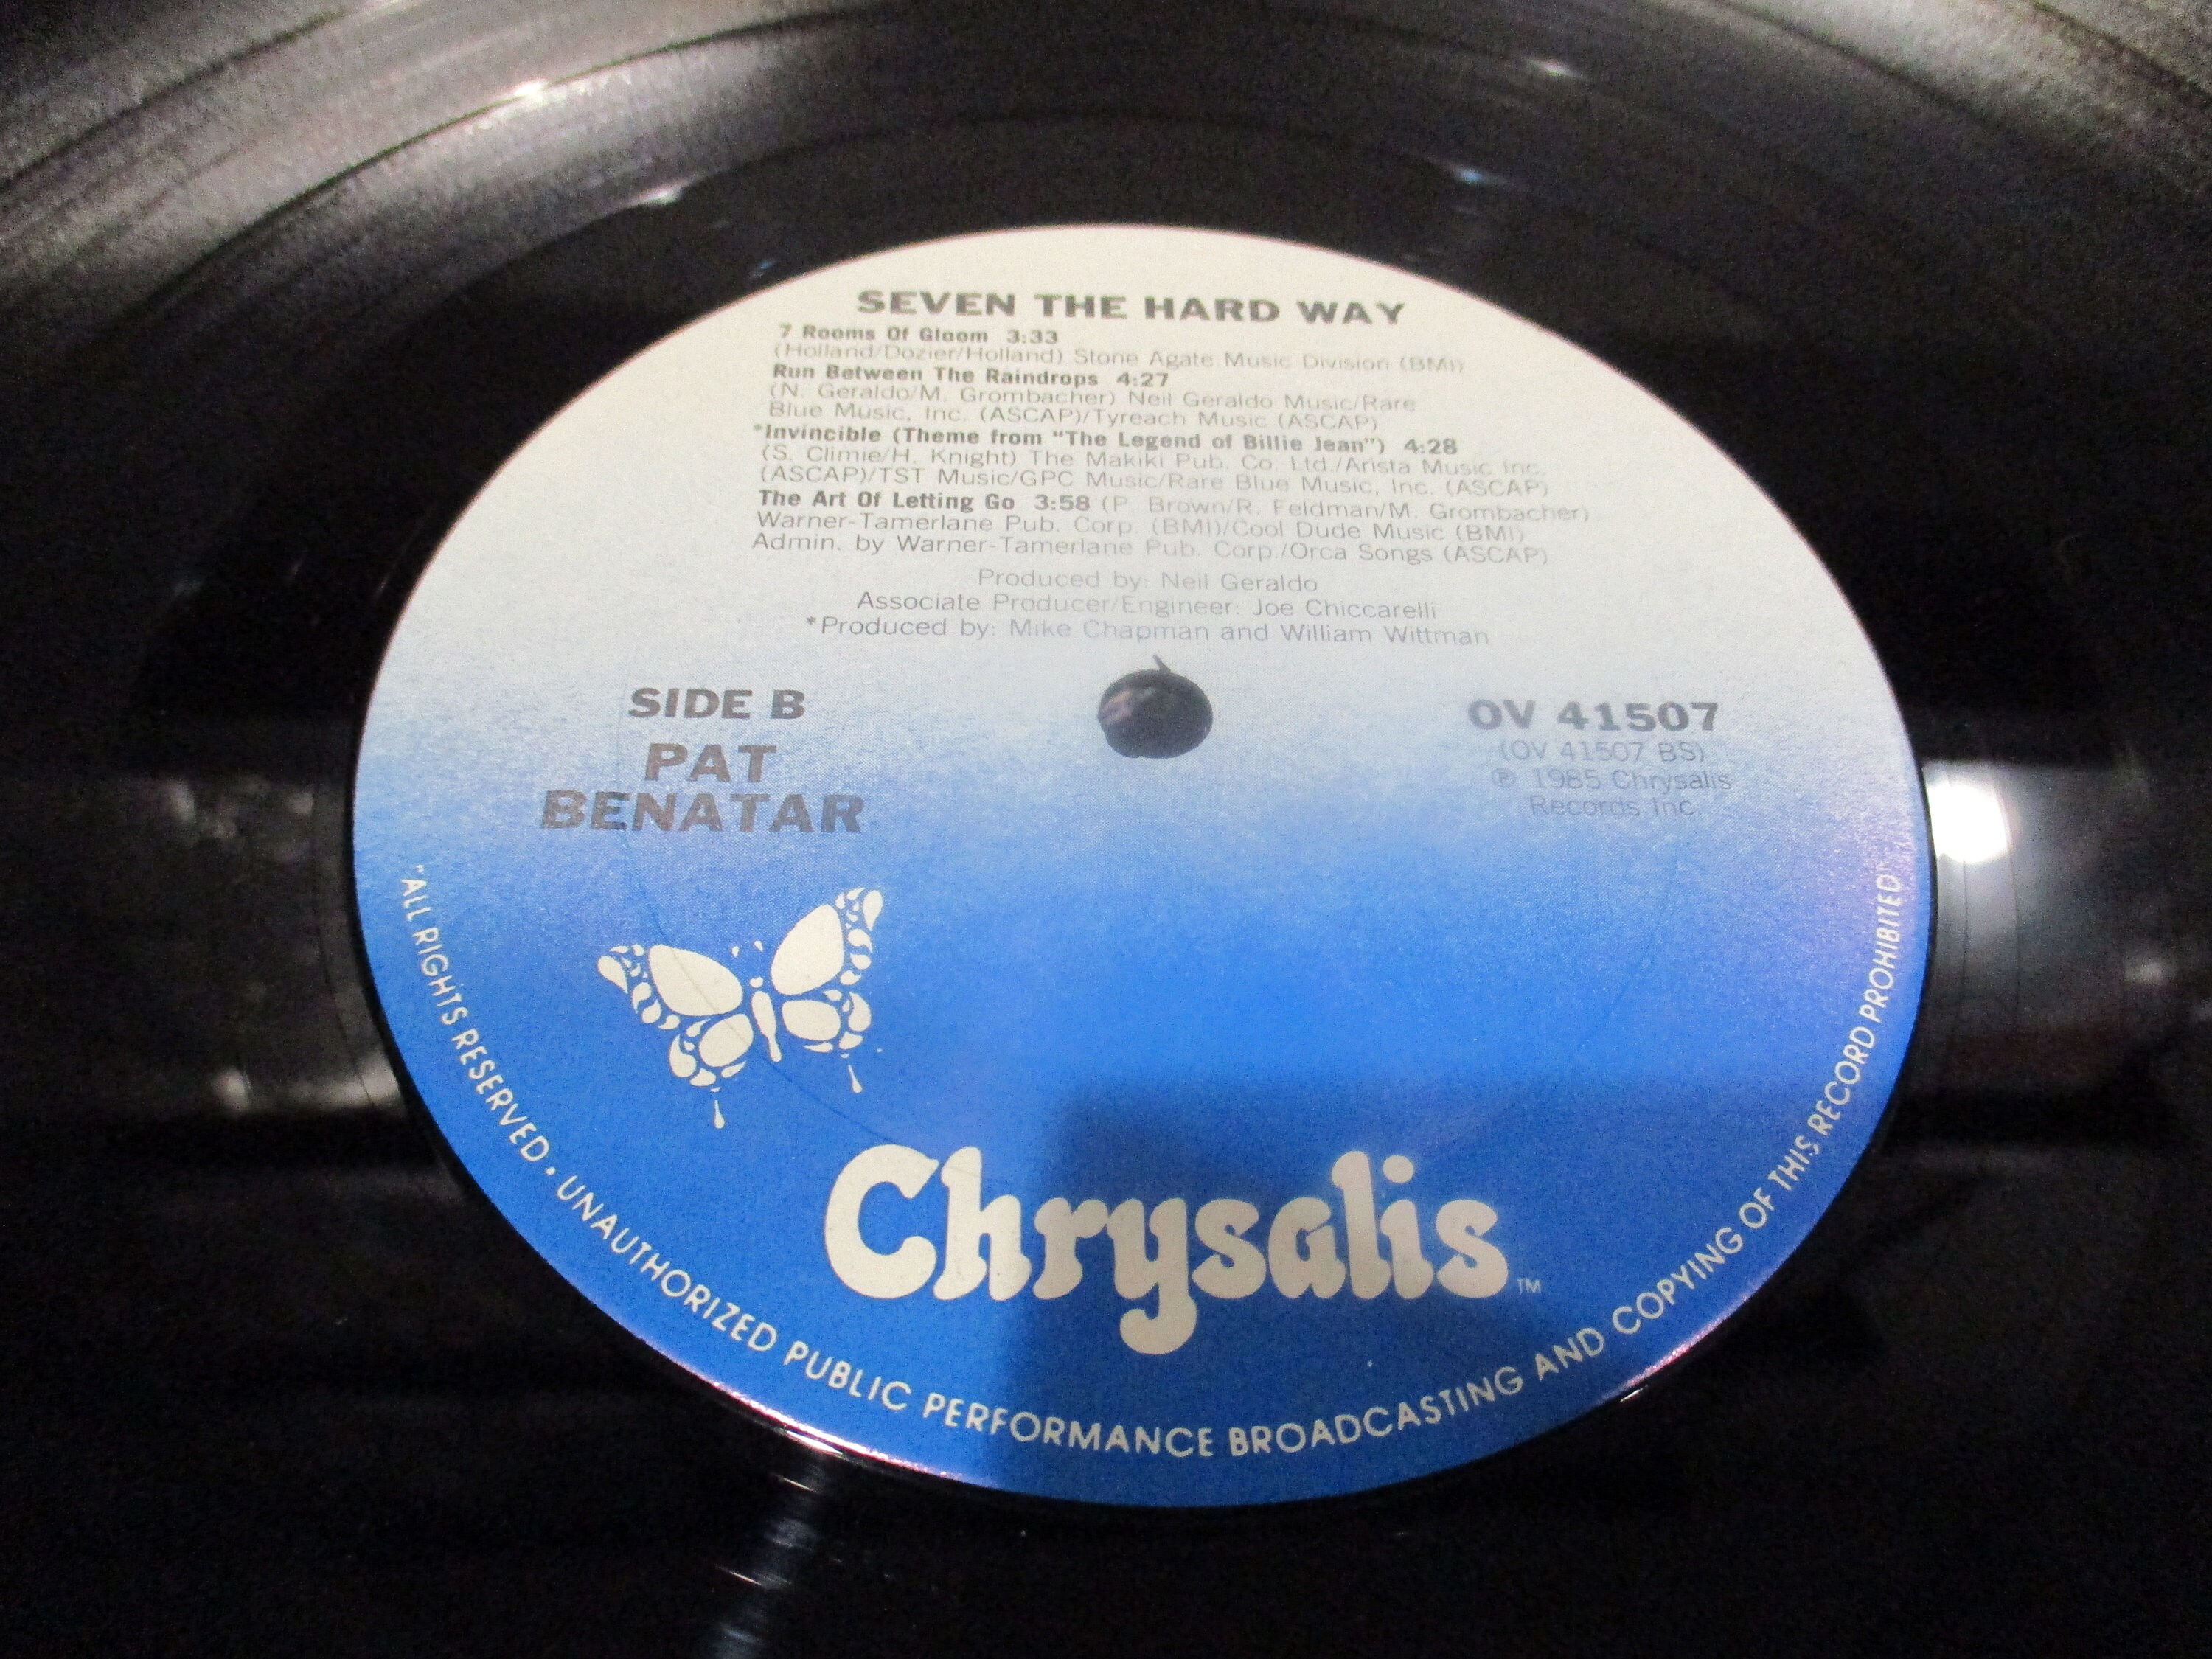 SEVEN THE HARD WAY
7 Rooms Of Gloom 3:33
(Holland/Dozier/Holland) Stone Agate Music Division (BMI)
Run Between The Raindrops 4:27
(N. Geraldo/M. Grombacher) Neil Geraldo Music/Rare
Blue Music, Inc. (ASCAP)/Tyreach Music (ASCAP)
*Invincible (Theme from "The Legend of Billie Jean") 4:28
(S. Climie/H. Knight) The Makiki Pub. Co. Ltd./Arista Music Inc.
(ASCAP)/TST Music/GPC Music/Rare Blue Music, Inc. (ASCAP)
The Art Of Letting Go 3:58 (P. Brown/R. Feldman/M. Grombacher)
Warner-Tamerlane Pub. Corp. (BMI)/Cool Dude Music (BMI)
Admin. by Warner-Tamerlane Pub. Corp./Orca Songs (ASCAP)
Produced by: Neil Geraldo
Associate Producer/Engineer: Joe Chiccarelli
*Produced by: Mike Chapman and William Wittman
SIDE B
PAT
BENATAR
OV 41507
(OV 41507 BS)
℗ 1985 Chrysalis
Records Inc.
Chrysalis™
"ALL RIGHTS RESERVED • UNAUTHORIZED PUBLIC PERFORMANCE BROADCASTING AND COPYING OF THIS RECORD PROHIBITED"